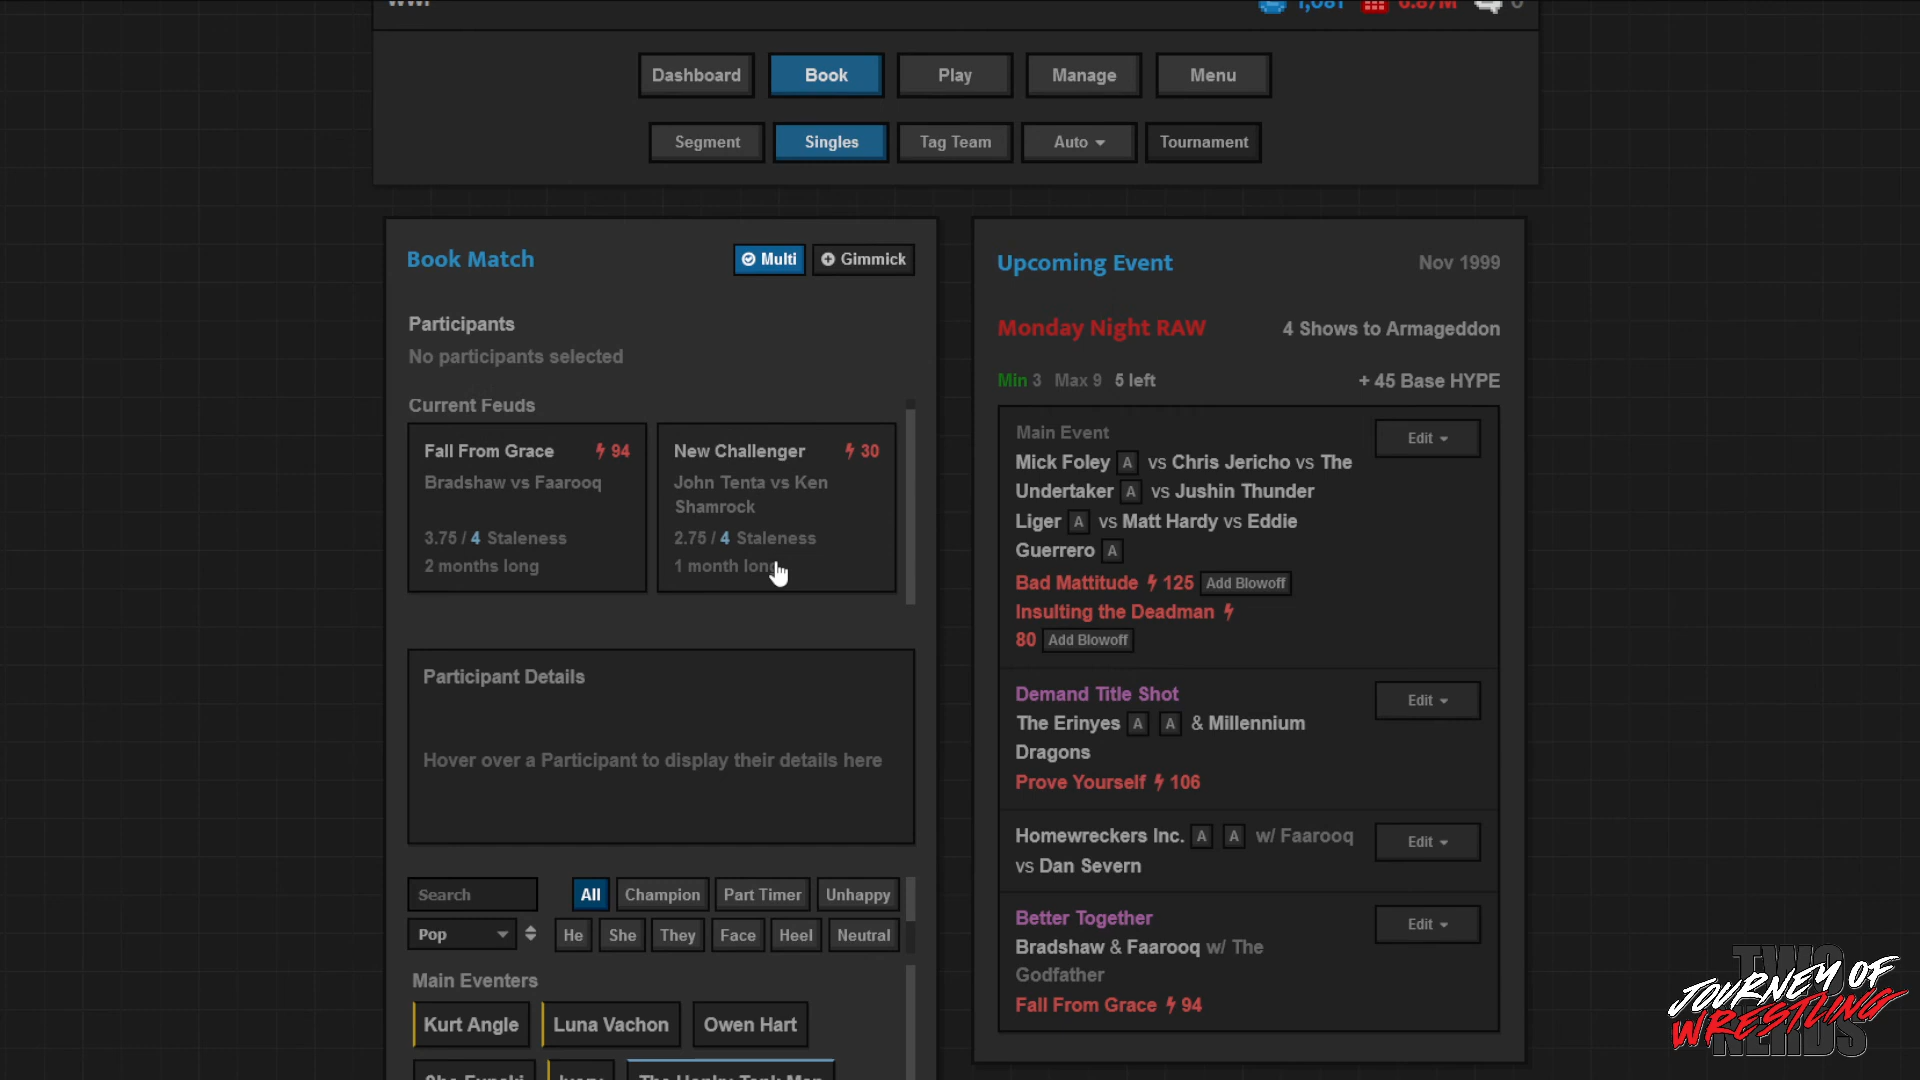 Dashboard
Book
Play
Manage
Menu
Segment
Singles
Tag Team
Auto
Tournament
Book Match
Multi
Gimmick
Participants
No participants selected
Current Feuds
Fall From Grace 94
Bradshaw vs Faarooq
3.75 / 4 Staleness
2 months long
New Challenger 30
John Tenta vs Ken
Shamrock
2.75 / 4 Staleness
1 month long
Participant Details
Hover over a Participant to display their details here
Search
All
Champion
Part Timer
Unhappy
Pop
He
She
They
Face
Heel
Neutral
Main Eventers
Kurt Angle
Luna Vachon
Owen Hart
Upcoming Event
Nov 1999
Monday Night RAW
4 Shows to Armageddon
Min 3 Max 9 5 left
+ 45 Base HYPE
Main Event
Edit
Mick Foley A vs Chris Jericho vs The
Undertaker A vs Jushin Thunder
Liger A vs Matt Hardy vs Eddie
Guerrero A
Bad Mattitude 125 Add Blowoff
Insulting the Deadman
80 Add Blowoff
Demand Title Shot
Edit
The Erinyes A A & Millennium
Dragons
Prove Yourself 106
Homewreckers Inc. A A w/ Faarooq
Edit
vs Dan Severn
Better Together
Edit
Bradshaw & Faarooq w/ The
Godfather
Fall From Grace 94
TWO
JOURNEY OF
WRESTLING
NERDS